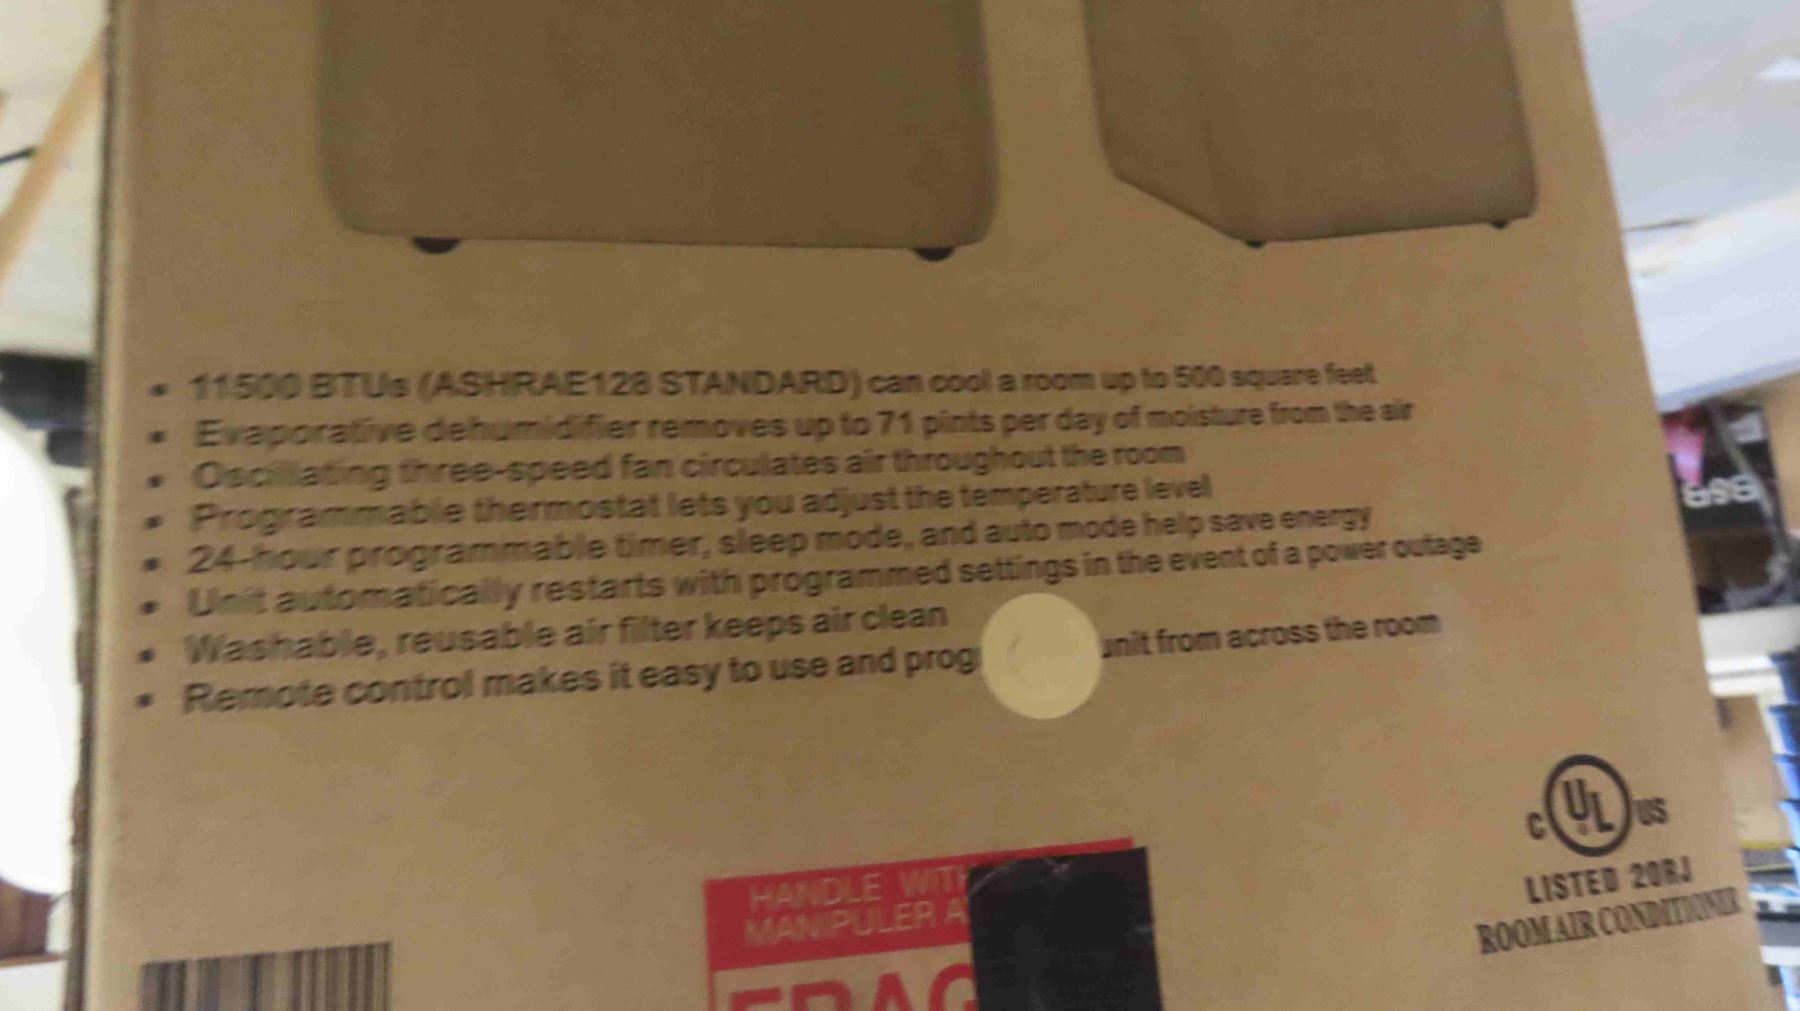 • 11500 BTUs (ASHRAE128 STANDARD) can cool a room up to 500 square feet
• Evaporative dehumidifier removes up to 71 pints per day of moisture from the air
• Oscillating three-speed fan circulates air throughout the room
• Programmable thermostat lets you adjust the temperature level
• 24-hour programmable timer, sleep mode, and auto mode help save energy
• Unit automatically restarts with programmed settings in the event of a power outage
• Washable, reusable air filter keeps air clean
• Remote control makes it easy to use and prog unit from across the room
C UL US
LISTED 20BJ
ROOM AIR CONDITIONER
HANDLE WITH
MANIPULER A
FRAG